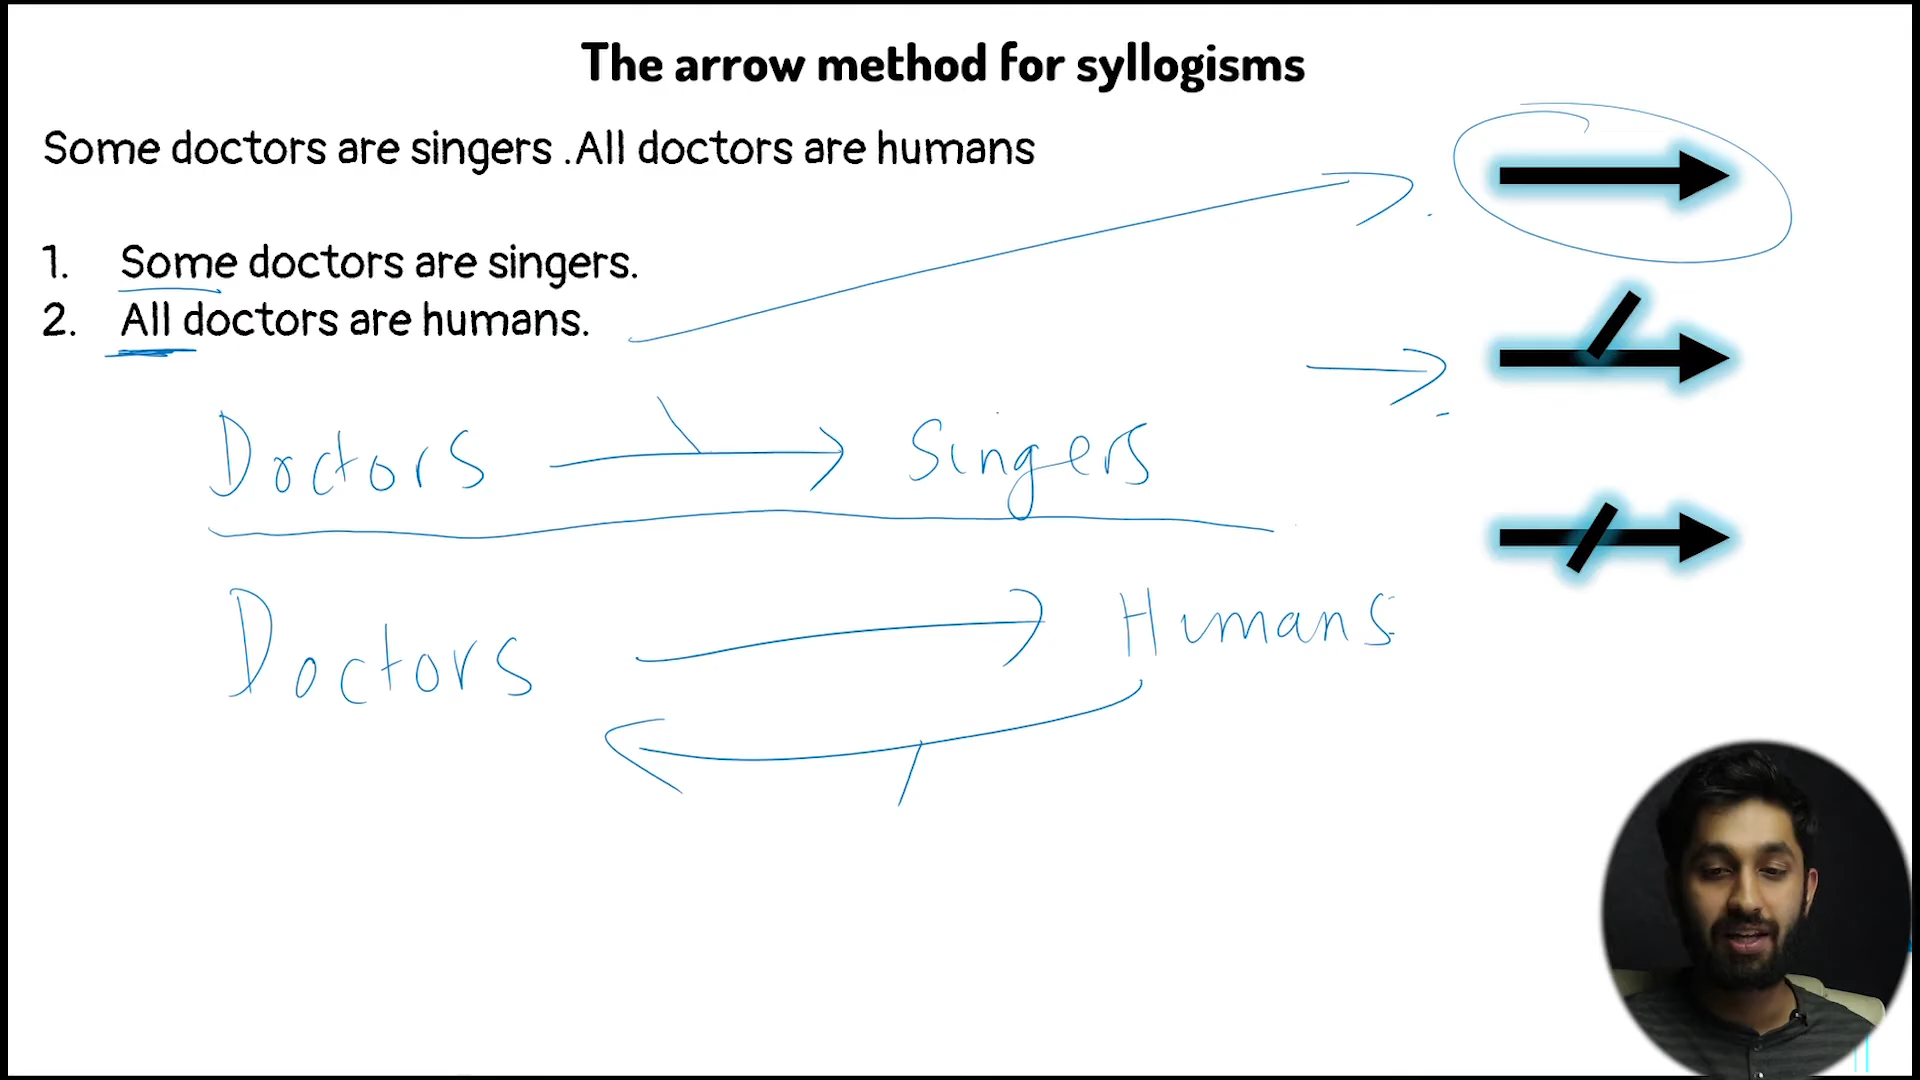 The arrow method for syllogisms
Some doctors are singers .All doctors are humans
1. Some doctors are singers.
2. All doctors are humans.
Doctors Singers
Doctors Humans